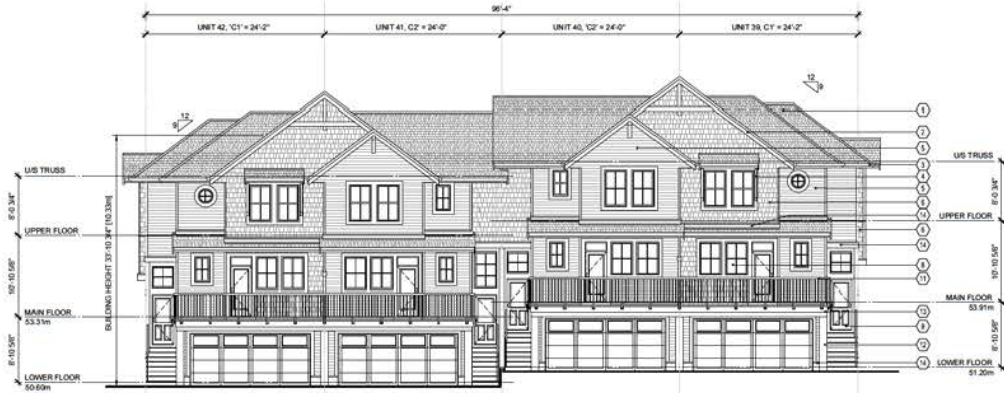 96'-4"
UNIT 42, 'C1' = 24'-2"
UNIT 41, C2' = 24'-0"
UNIT 40, 'C2' = 24'-0"
UNIT 39, C1' = 24'-2"
12
9
12
9
U/S TRUSS
U/S TRUSS
8'-0 3/4"
8'-0 3/4"
BUILDING HEIGHT 33'-10 3/4" [10.33m]
UPPER FLOOR
UPPER FLOOR
10'-10 5/8"
10'-10 5/8"
MAIN FLOOR
53.31m
MAIN FLOOR
53.91m
8'-10 5/8"
8'-10 5/8"
LOWER FLOOR
50.60m
LOWER FLOOR
51.20m
2
5
3
4
5
6
14
6
14
8
11
13
9
12
14